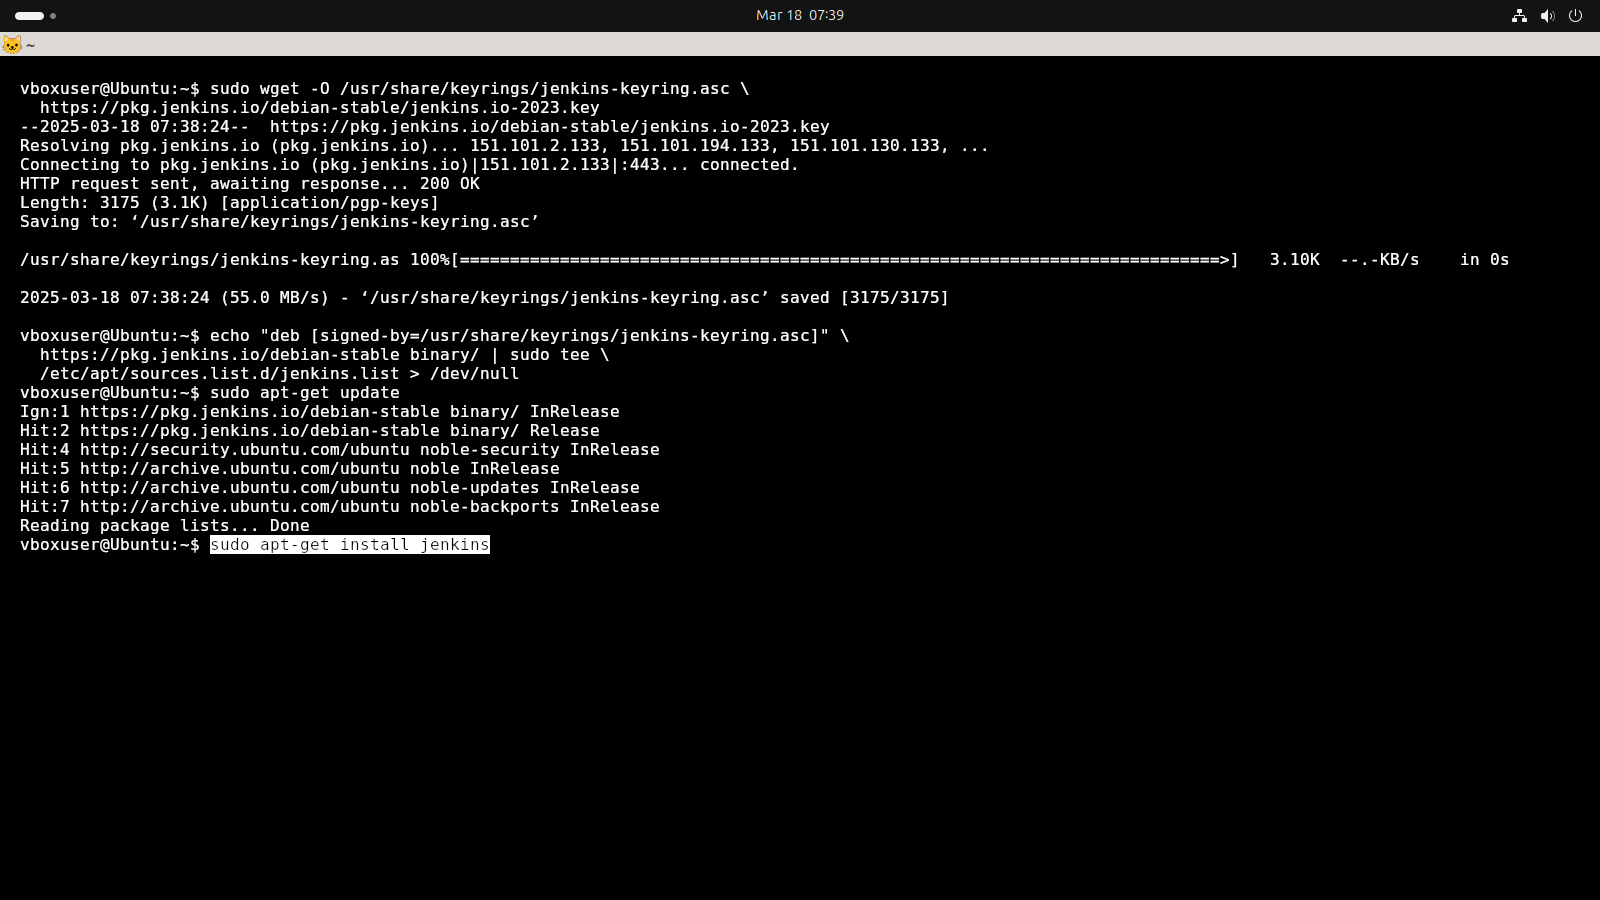 Mar 18 07:39
~
vboxuser@Ubuntu:~$ sudo wget -O /usr/share/keyrings/jenkins-keyring.asc \
  https://pkg.jenkins.io/debian-stable/jenkins.io-2023.key
--2025-03-18 07:38:24--  https://pkg.jenkins.io/debian-stable/jenkins.io-2023.key
Resolving pkg.jenkins.io (pkg.jenkins.io)... 151.101.2.133, 151.101.194.133, 151.101.130.133, ...
Connecting to pkg.jenkins.io (pkg.jenkins.io)|151.101.2.133|:443... connected.
HTTP request sent, awaiting response... 200 OK
Length: 3175 (3.1K) [application/pgp-keys]
Saving to: ‘/usr/share/keyrings/jenkins-keyring.asc’

/usr/share/keyrings/jenkins-keyring.as 100%[============================================================================>]   3.10K  --.-KB/s    in 0s

2025-03-18 07:38:24 (55.0 MB/s) - ‘/usr/share/keyrings/jenkins-keyring.asc’ saved [3175/3175]

vboxuser@Ubuntu:~$ echo "deb [signed-by=/usr/share/keyrings/jenkins-keyring.asc]" \
  https://pkg.jenkins.io/debian-stable binary/ | sudo tee \
  /etc/apt/sources.list.d/jenkins.list > /dev/null
vboxuser@Ubuntu:~$ sudo apt-get update
Ign:1 https://pkg.jenkins.io/debian-stable binary/ InRelease
Hit:2 https://pkg.jenkins.io/debian-stable binary/ Release
Hit:4 http://security.ubuntu.com/ubuntu noble-security InRelease
Hit:5 http://archive.ubuntu.com/ubuntu noble InRelease
Hit:6 http://archive.ubuntu.com/ubuntu noble-updates InRelease
Hit:7 http://archive.ubuntu.com/ubuntu noble-backports InRelease
Reading package lists... Done
vboxuser@Ubuntu:~$ sudo apt-get install jenkins